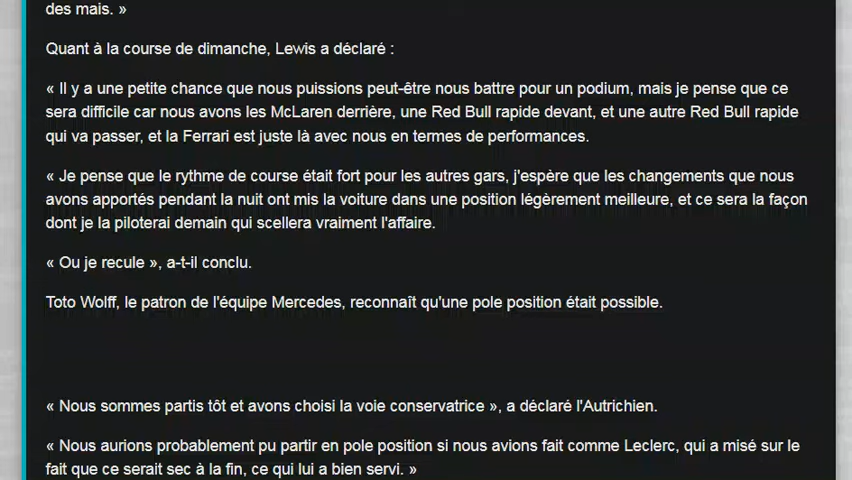 des mais. »
Quant à la course de dimanche, Lewis a déclaré :
« Il y a une petite chance que nous puissions peut-être nous battre pour un podium, mais je pense que ce
sera difficile car nous avons les McLaren derrière, une Red Bull rapide devant, et une autre Red Bull rapide
qui va passer, et la Ferrari est juste là avec nous en termes de performances.
« Je pense que le rythme de course était fort pour les autres gars, j'espère que les changements que nous
avons apportés pendant la nuit ont mis la voiture dans une position légèrement meilleure, et ce sera la façon
dont je la piloterai demain qui scellera vraiment l'affaire.
« Ou je recule », a-t-il conclu.
Toto Wolff, le patron de l'équipe Mercedes, reconnaît qu'une pole position était possible.
« Nous sommes partis tôt et avons choisi la voie conservatrice », a déclaré l'Autrichien.
« Nous aurions probablement pu partir en pole position si nous avions fait comme Leclerc, qui a misé sur le
fait que ce serait sec à la fin, ce qui lui a bien servi. »